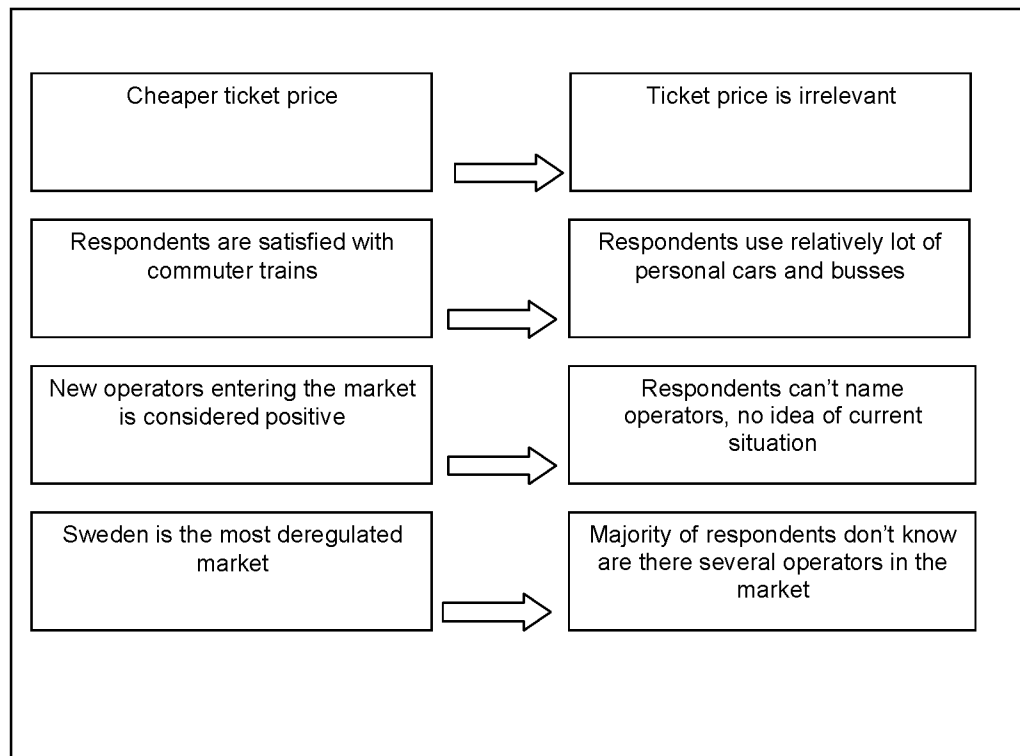 Cheaper ticket price
Ticket price is irrelevant
Respondents are satisfied with
commuter trains
Respondents use relatively lot of
personal cars and busses
New operators entering the market
is considered positive
Respondents can't name
operators, no idea of current
situation
Sweden is the most deregulated
market
Majority of respondents don't know
are there several operators in the
market